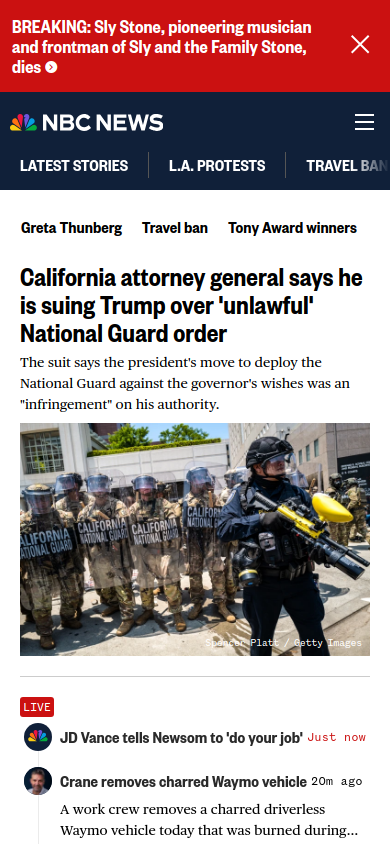 BREAKING: Sly Stone, pioneering musician
and frontman of Sly and the Family Stone,
dies
NBC NEWS
LATEST STORIES
L.A. PROTESTS
TRAVEL BAN
Greta Thunberg
Travel ban
Tony Award winners
California attorney general says he
is suing Trump over 'unlawful'
National Guard order
The suit says the president's move to deploy the
National Guard against the governor's wishes was an
"infringement" on his authority.
CALIFORNIA
NATIONAL GUARD
CALIFORNIA
NATIONAL GUARD
CALIFORNIA
NATIONAL GUARD
CALIFORNIA
NATIONAL GUARD
Spencer Platt / Getty Images
LIVE
JD Vance tells Newsom to 'do your job' Just now
Crane removes charred Waymo vehicle 20m ago
A work crew removes a charred driverless
Waymo vehicle today that was burned during...